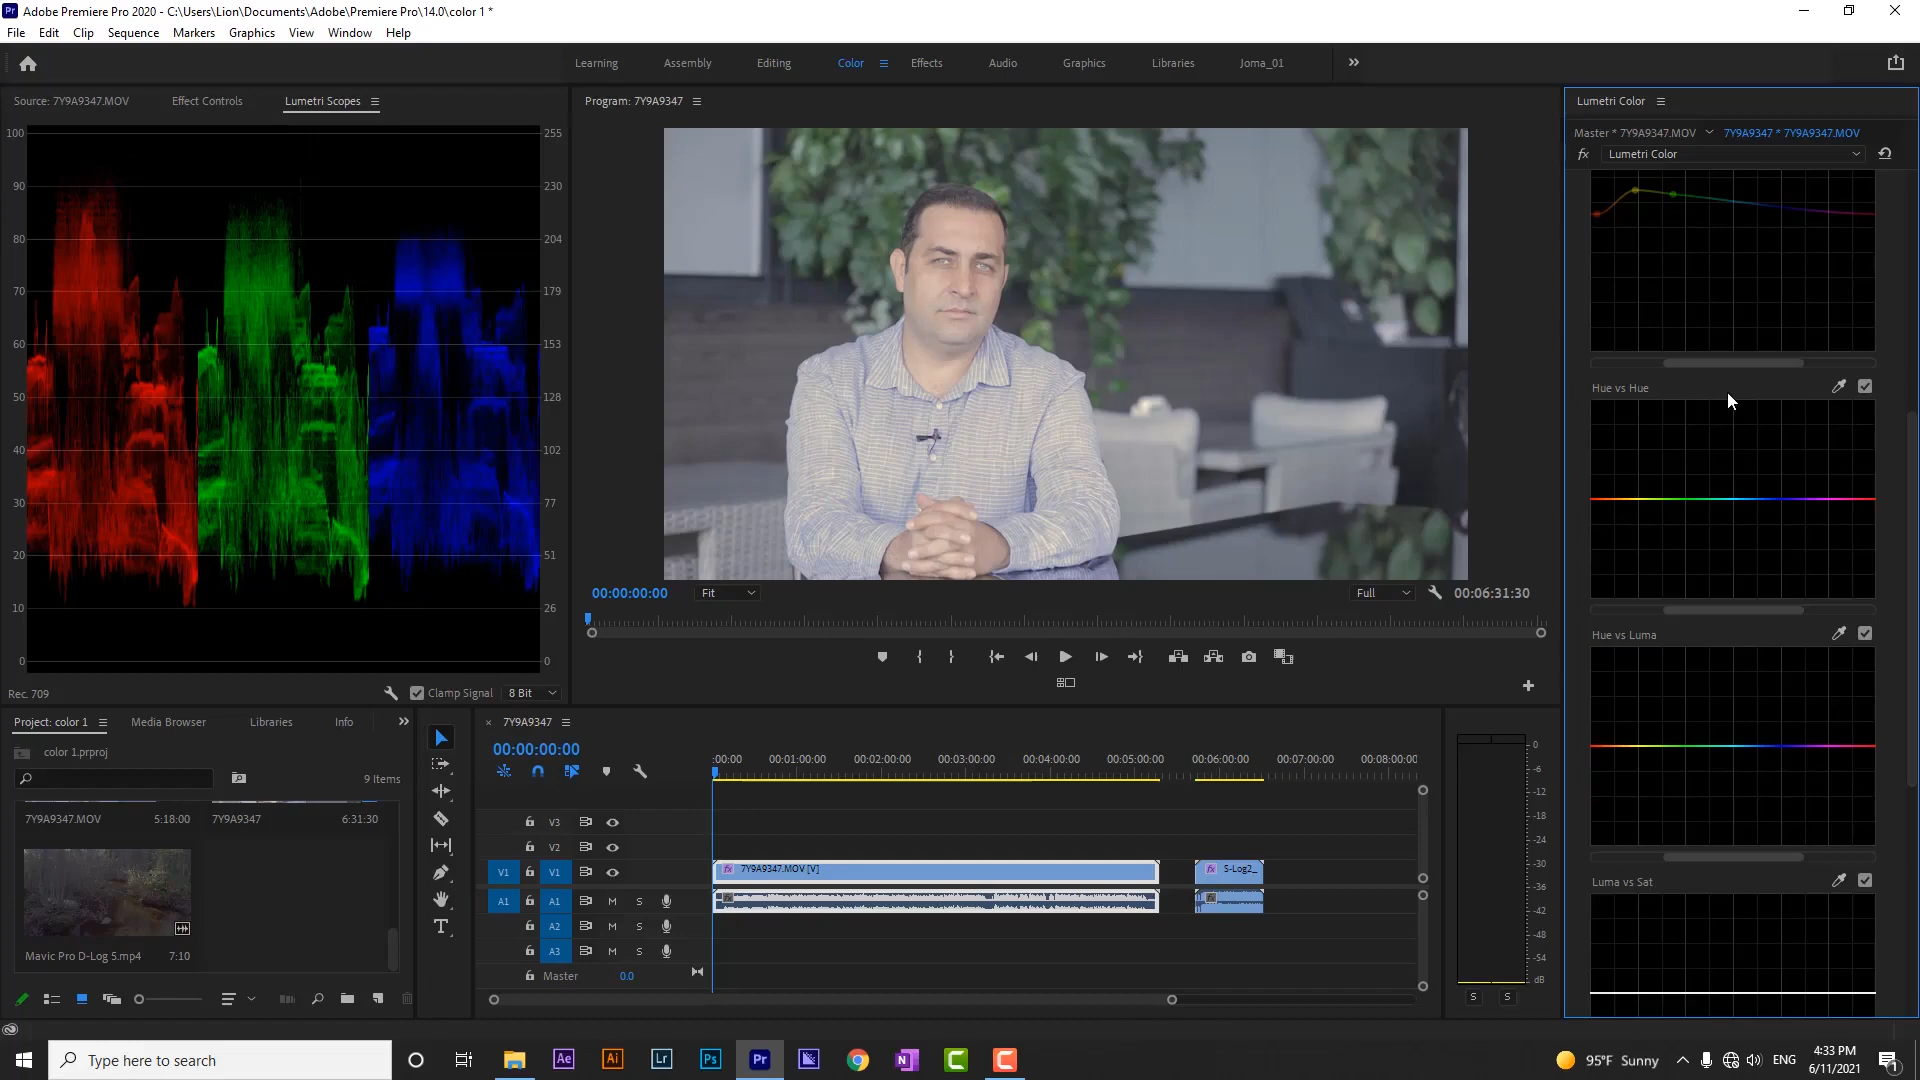 Pr Adobe Premiere Pro 2020 - C:\Users\Lion\Documents\Adobe\Premiere Pro\14.0\color 1 *
File Edit Clip Sequence Markers Graphics View Window Help
Learning Assembly Editing Color Effects Audio Graphics Libraries Joma_01
Source: 7Y9A9347.MOV Effect Controls Lumetri Scopes
100 255
90 230
80 204
70 179
60 153
50 128
40 102
30 77
20 51
10 26
0 0
Rec. 709 Clamp Signal 8 Bit
Program: 7Y9A9347
00:00:00:00 Fit Full 00:06:31:30
Lumetri Color
Master * 7Y9A9347.MOV 7Y9A9347 * 7Y9A9347.MOV
fx Lumetri Color
Hue vs Hue
Hue vs Luma
Luma vs Sat
Project: color 1 Media Browser Libraries Info
color 1.prproj
9 Items
7Y9A9347.MOV 5:18:00 7Y9A9347 6:31:30
Mavic Pro D-Log 5.mp4 7:10
7Y9A9347
00:00:00:00
:00:00 00:01:00:00 00:02:00:00 00:03:00:00 00:04:00:00 00:05:00:00 00:06:00:00 00:07:00:00 00:08:00:00
V3
V2
V1 V1 fx 7Y9A9347.MOV [V] fx S-Log2_
A1 A1 M S
A2 M S
A3 M S
Master 0.0
0
-6
-12
-18
-24
-30
-36
-42
-48
-54
dB
S S
Type here to search
Ae Ai Lr Ps Pr N C C
95°F Sunny ENG
4:33 PM
6/11/2021
1